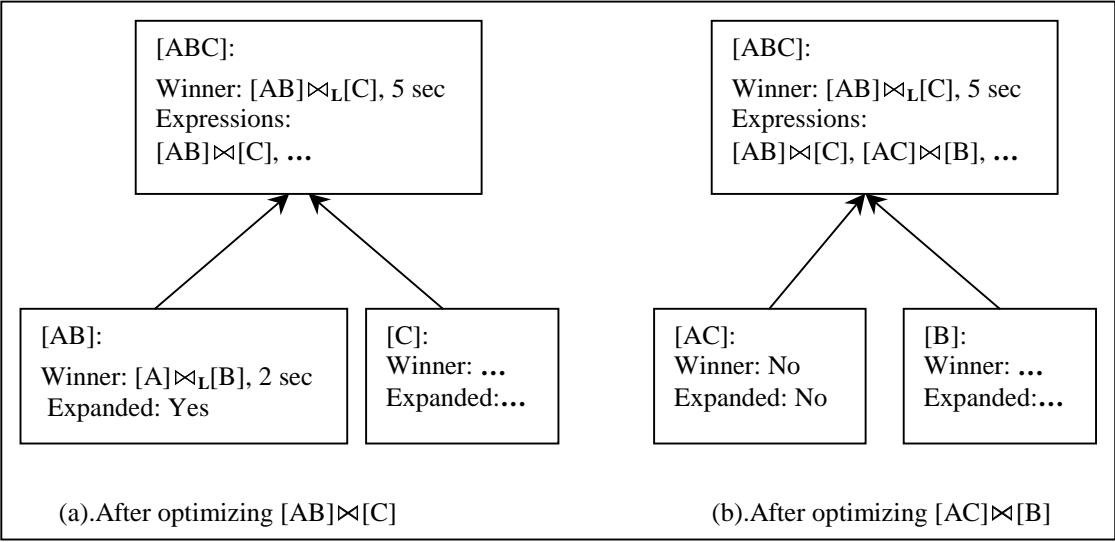 [ABC]:
Winner: [AB]⋈L[C], 5 sec
Expressions:
[AB]⋈[C], ...
[AB]:
Winner: [A]⋈L[B], 2 sec
Expanded: Yes
[C]:
Winner: ...
Expanded:...
(a).After optimizing [AB]⋈[C]
[ABC]:
Winner: [AB]⋈L[C], 5 sec
Expressions:
[AB]⋈[C], [AC]⋈[B], ...
[AC]:
Winner: No
Expanded: No
[B]:
Winner: ...
Expanded:...
(b).After optimizing [AC]⋈[B]